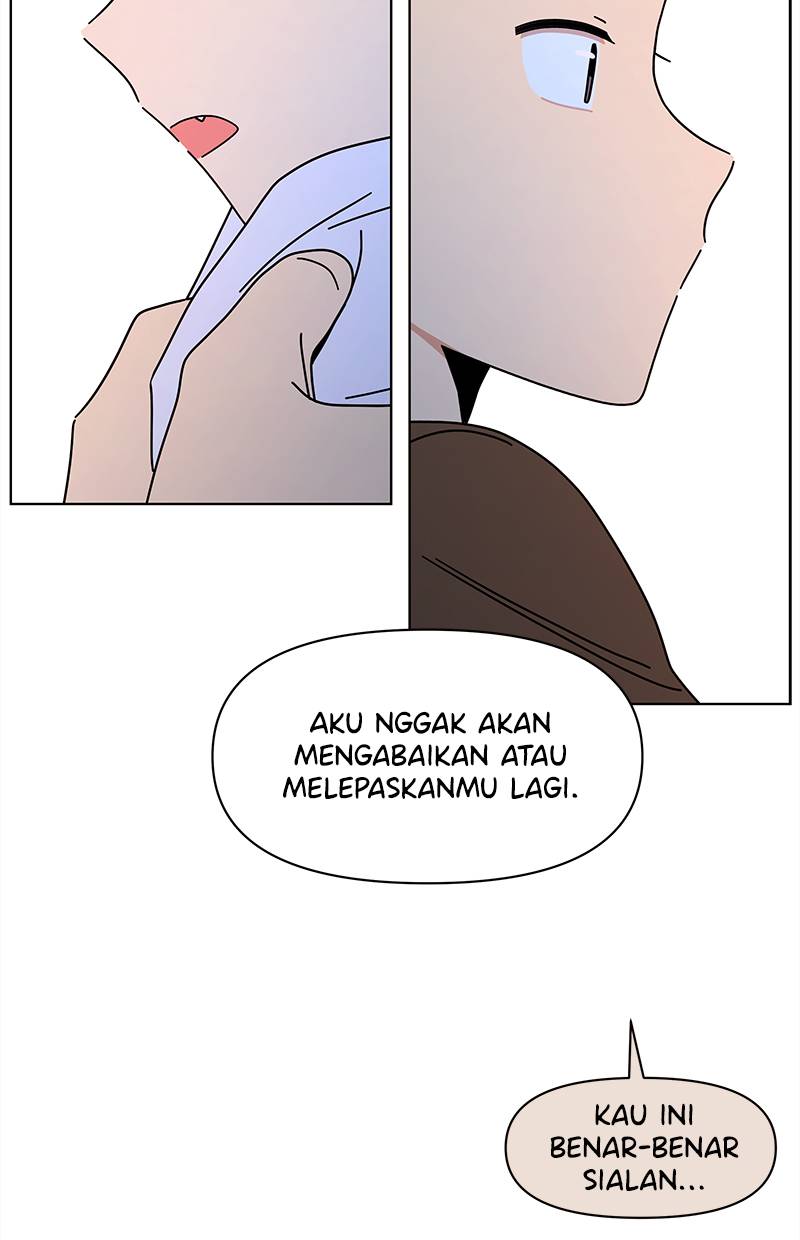 AKU NGGAK AKAN
MENGABAIKAN ATAU
MELEPASKANMU LAGI.
KAU INI
BENAR-BENAR
SIALAN...